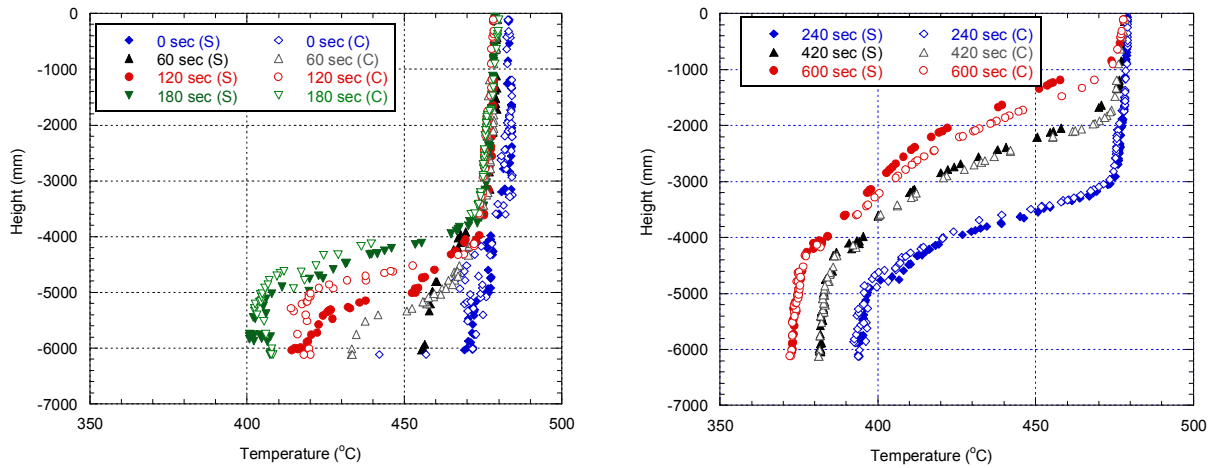 0 sec (S) 0 sec (C)
60 sec (S) 60 sec (C)
120 sec (S) 120 sec (C)
180 sec (S) 180 sec (C)
0
-1000
-2000
-3000
-4000
-5000
-6000
-7000
Height (mm)
350 400 450 500
Temperature (°C)
240 sec (S) 240 sec (C)
420 sec (S) 420 sec (C)
600 sec (S) 600 sec (C)
0
-1000
-2000
-3000
-4000
-5000
-6000
-7000
Height (mm)
350 400 450 500
Temperature (°C)